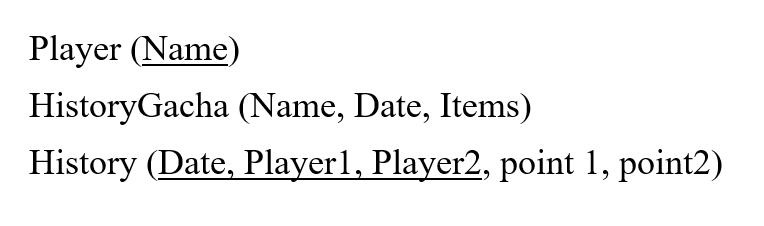 Player (Name)
HistoryGacha (Name, Date, Items)
History (Date, Player1, Player2, point 1, point2)